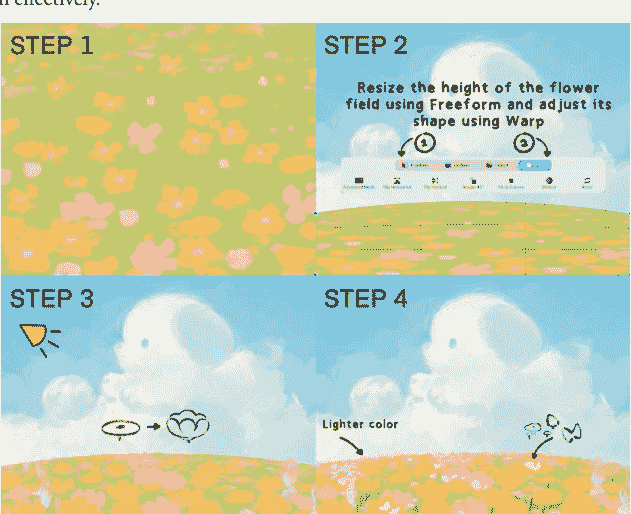 n effectively.
STEP 1
STEP 2
Resize the height of the flower
field using Freeform and adjust its
shape using Warp
1
2
STEP 3
STEP 4
Lighter color